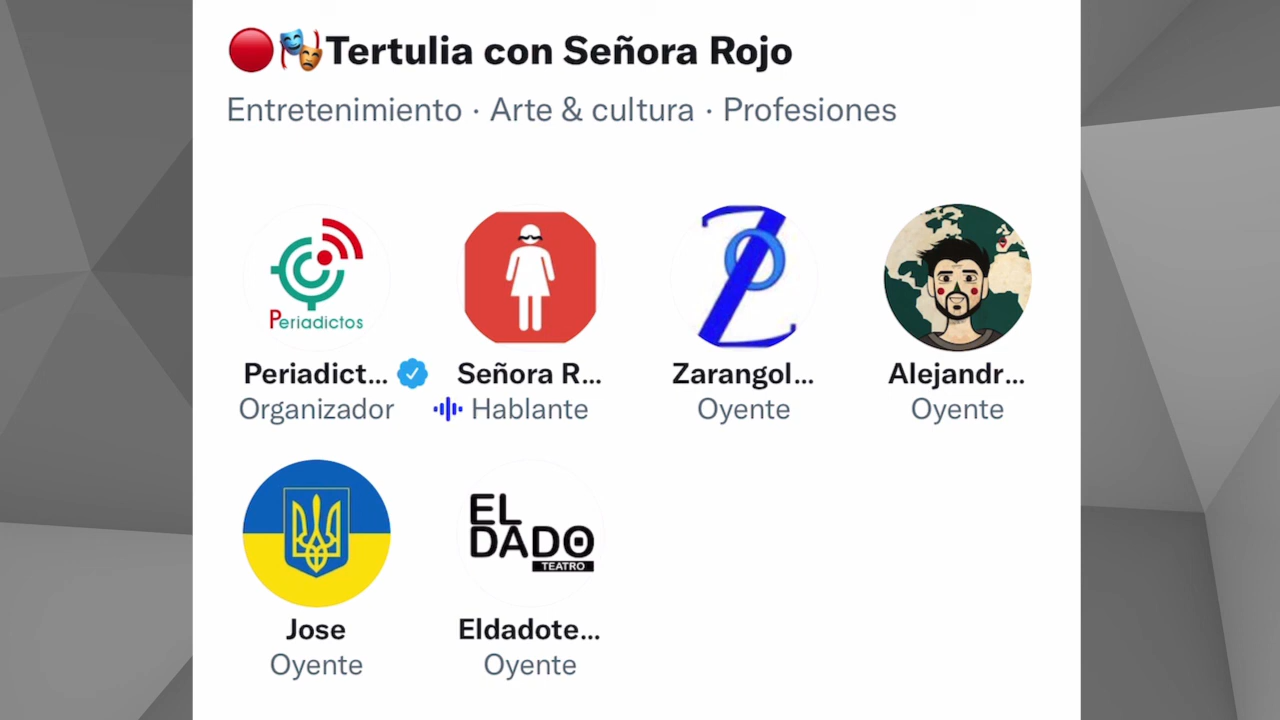 🔴🎭Tertulia con Señora Rojo
Entretenimiento · Arte & cultura · Profesiones
Periadictos
Periadict... Señora R... Zarangol... Alejandr...
Organizador Hablante Oyente Oyente
EL
DADO
TEATRO
Jose Eldadote...
Oyente Oyente